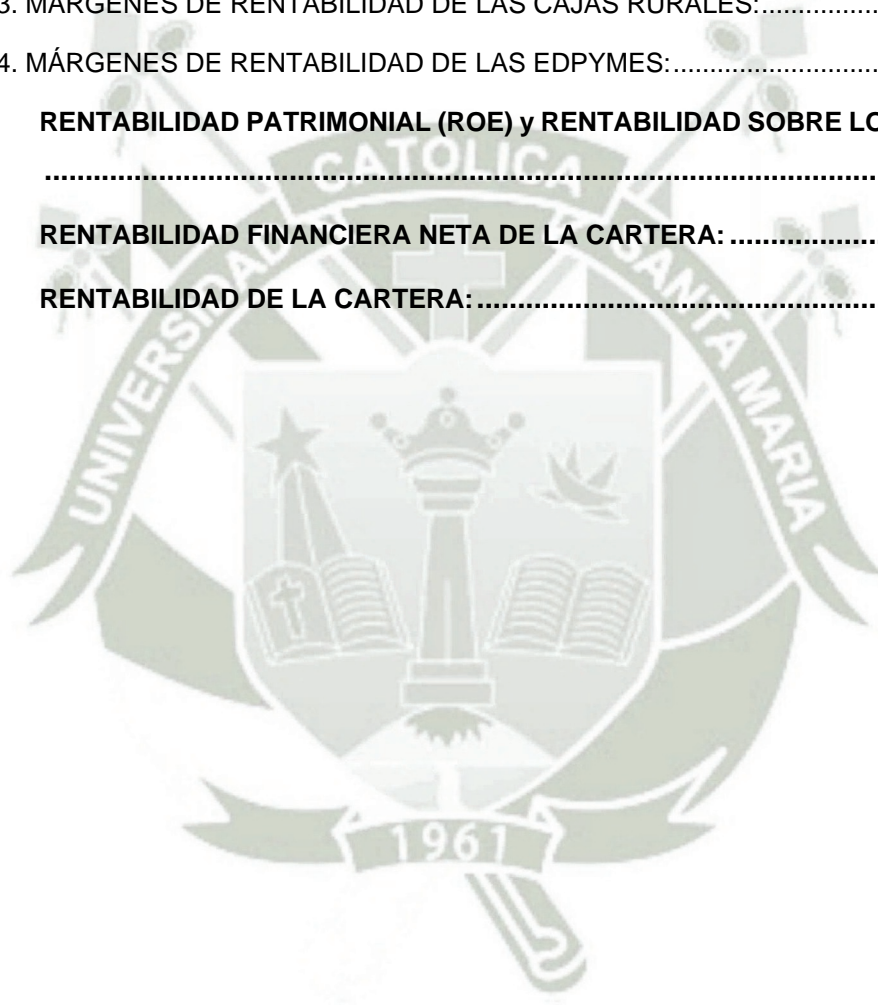 3. MÁRGENES DE RENTABILIDAD DE LAS CAJAS RURALES:................
4. MÁRGENES DE RENTABILIDAD DE LAS EDPYMES:............................
RENTABILIDAD PATRIMONIAL (ROE) y RENTABILIDAD SOBRE LO
.....................................................................................................
RENTABILIDAD FINANCIERA NETA DE LA CARTERA: ..................
RENTABILIDAD DE LA CARTERA:.................................................
UNIVERSIDAD CATOLICA SANTA MARIA
1961